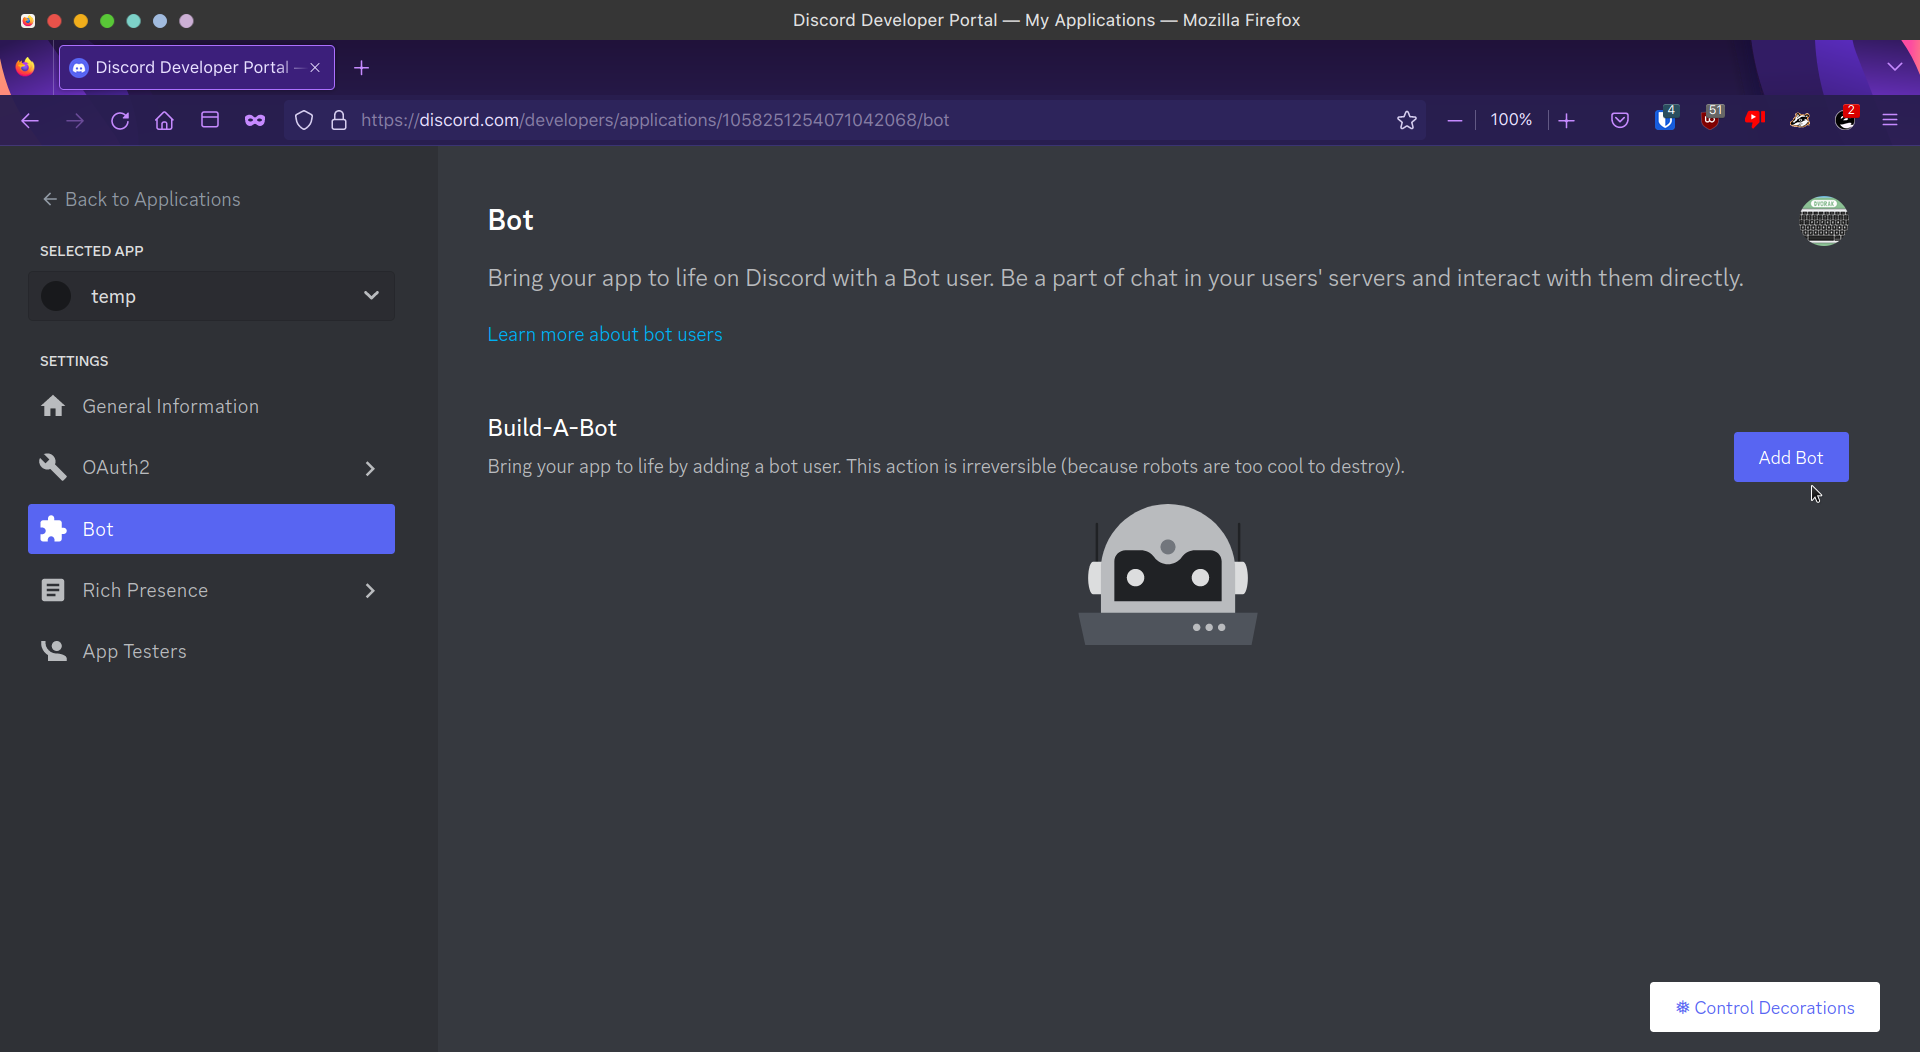 Discord Developer Portal — My Applications — Mozilla Firefox
Discord Developer Portal —
https://discord.com/developers/applications/1058251254071042068/bot
100%
4
51
2
Back to Applications
SELECTED APP
temp
SETTINGS
General Information
OAuth2
Bot
Rich Presence
App Testers
Bot
DVORAK
Bring your app to life on Discord with a Bot user. Be a part of chat in your users' servers and interact with them directly.
Learn more about bot users
Build-A-Bot
Bring your app to life by adding a bot user. This action is irreversible (because robots are too cool to destroy).
Add Bot
Control Decorations